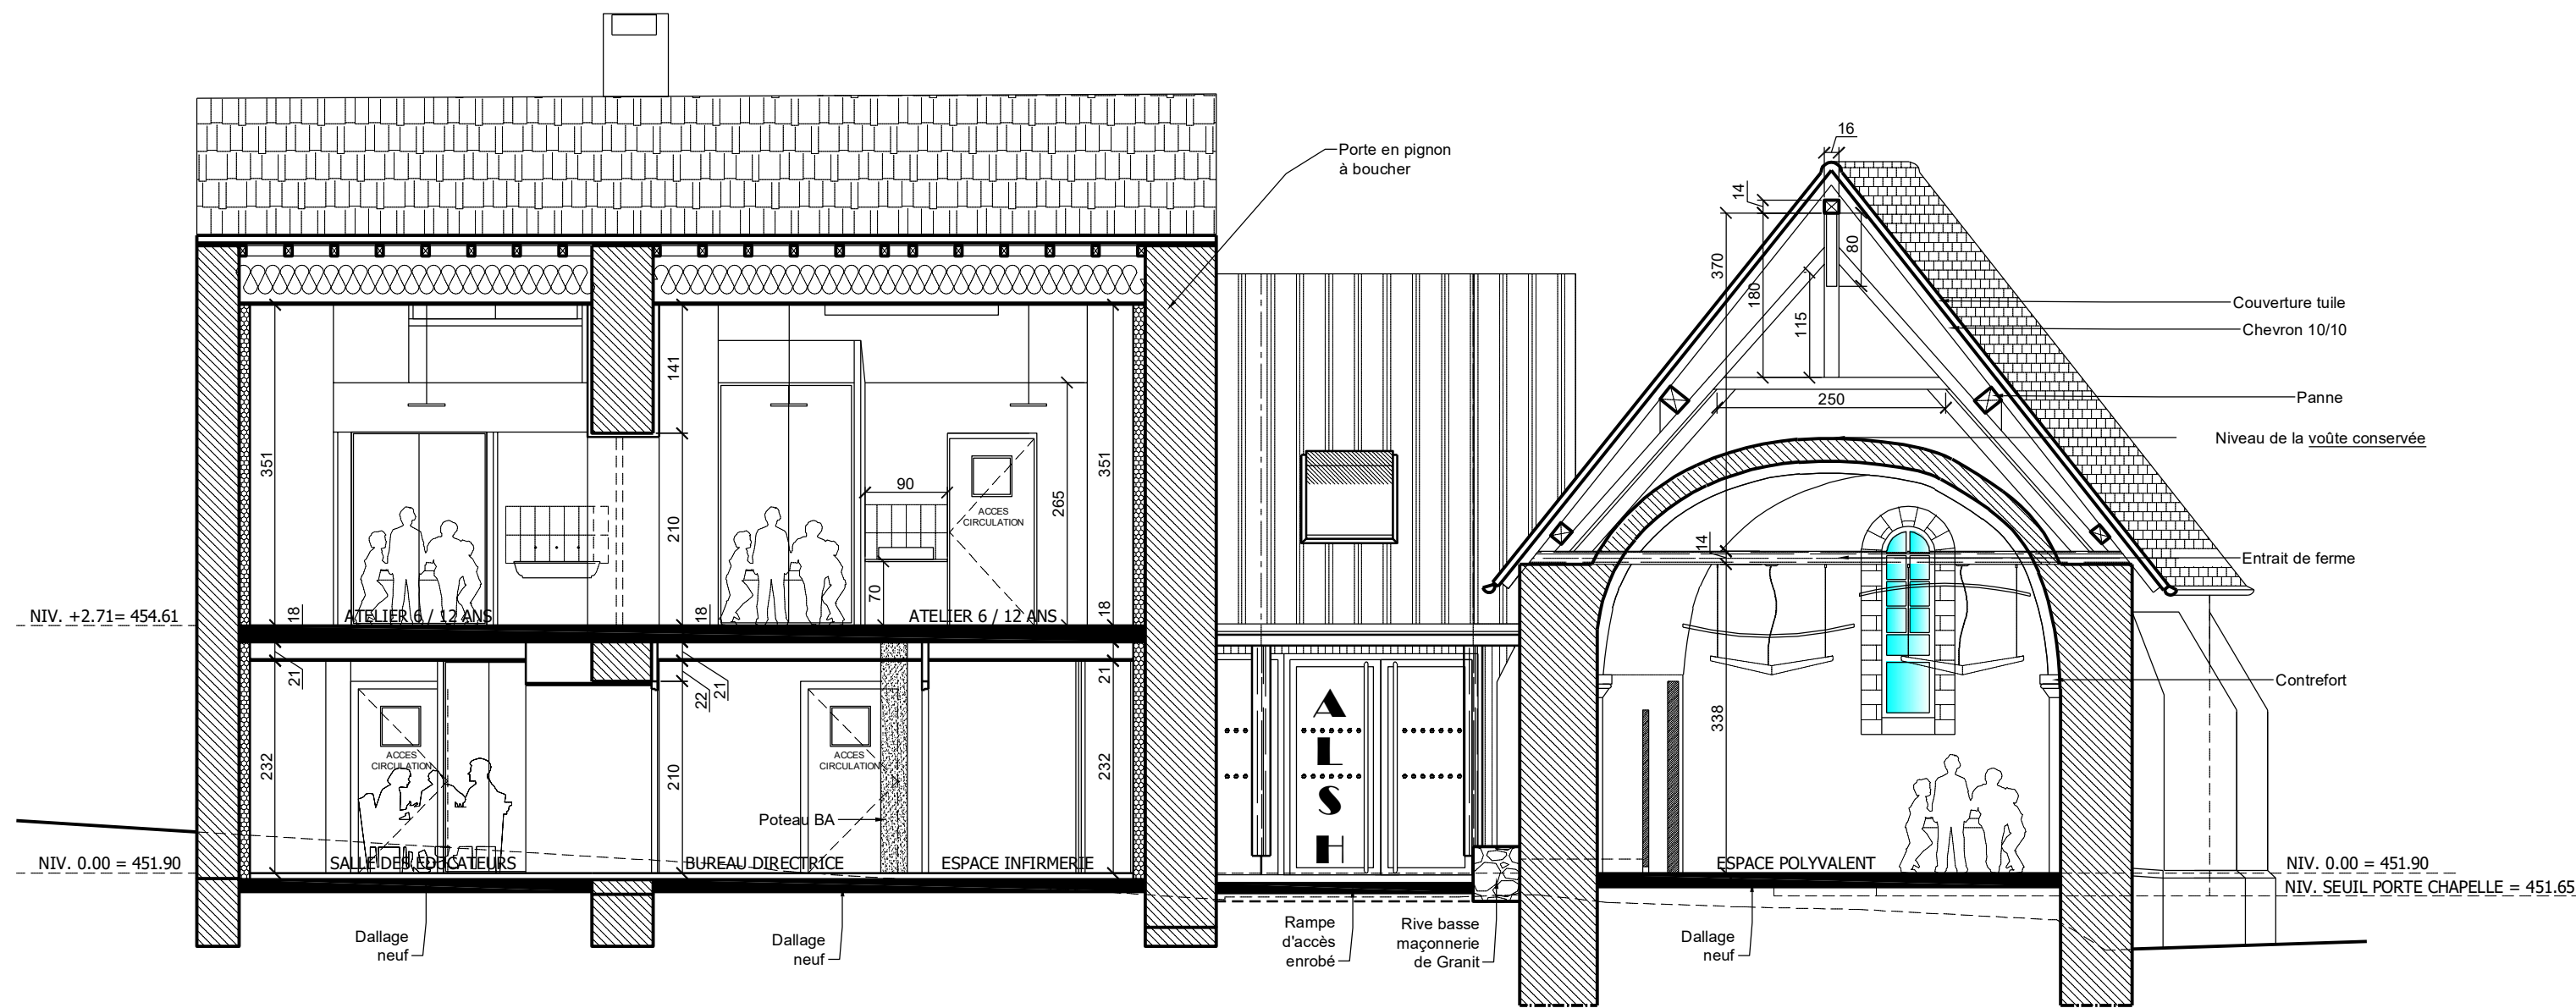 16
Porte en pignon
à boucher
14
80
370
180
Couverture tuile
115
Chevron 10/10
141
250
Panne
Niveau de la voûte conservée
351
351
90
265
ACCES
CIRCULATION
210
14
Entrait de ferme
70
NIV. +2.71= 454.61
18
ATELIER 6 / 12 ANS
18
ATELIER 6 / 12 ANS
18
21
22
21
21
Contrefort
A
L
S
H
338
232
ACCES
CIRCULATION
210
ACCES
CIRCULATION
232
Poteau BA
NIV. 0.00 = 451.90
SALLE DES EDUCATEURS
BUREAU DIRECTRICE
ESPACE INFIRMERIE
ESPACE POLYVALENT
NIV. 0.00 = 451.90
NIV. SEUIL PORTE CHAPELLE = 451.65
Dallage
neuf
Dallage
neuf
Rampe
d'accès
enrobé
Rive basse
maçonnerie
de Granit
Dallage
neuf